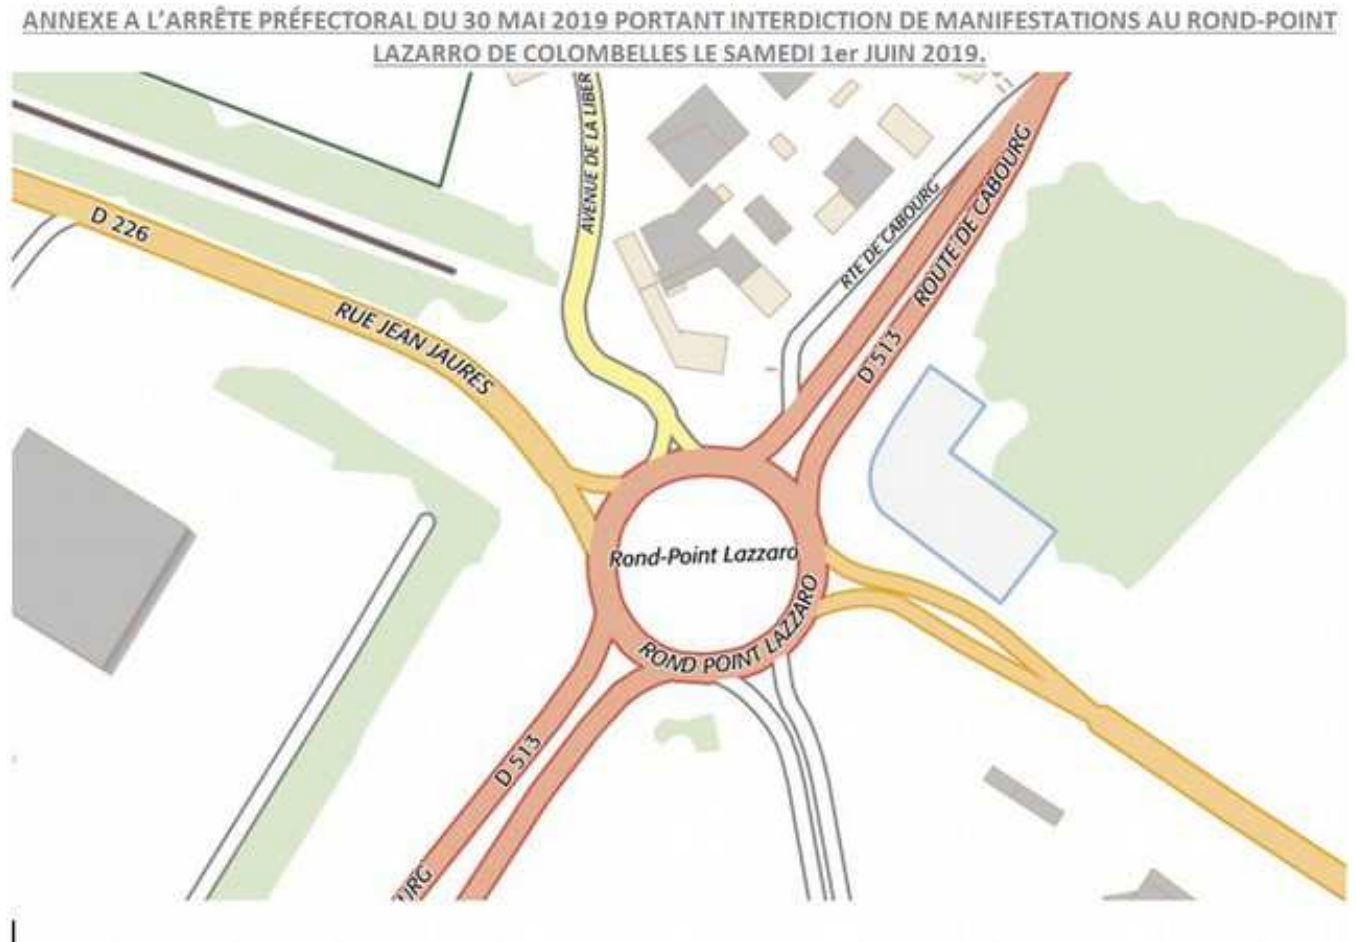 ANNEXE A L'ARRÊTE PRÉFECTORAL DU 30 MAI 2019 PORTANT INTERDICTION DE MANIFESTATIONS AU ROND-POINT
LAZARRO DE COLOMBELLES LE SAMEDI 1er JUIN 2019.
AVENUE DE LA LIBER
D 226
RTE DE CABOURG
ROUTE DE CABOURG
RUE JEAN JAURES
D 513
Rond-Point Lazzaro
ROND POINT LAZZARO
D 513
URG